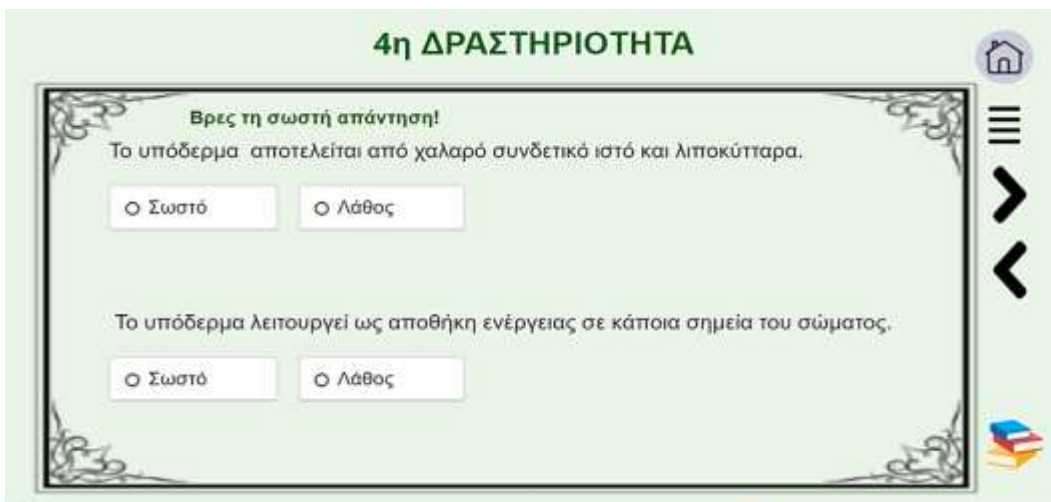 4η ΔΡΑΣΤΗΡΙΟΤΗΤΑ
Βρες τη σωστή απάντηση!
Το υπόδερμα αποτελείται από χαλαρό συνδετικό ιστό και λιποκύτταρα.
Σωστό Λάθος
Το υπόδερμα λειτουργεί ως αποθήκη ενέργειας σε κάποια σημεία του σώματος.
Σωστό Λάθος